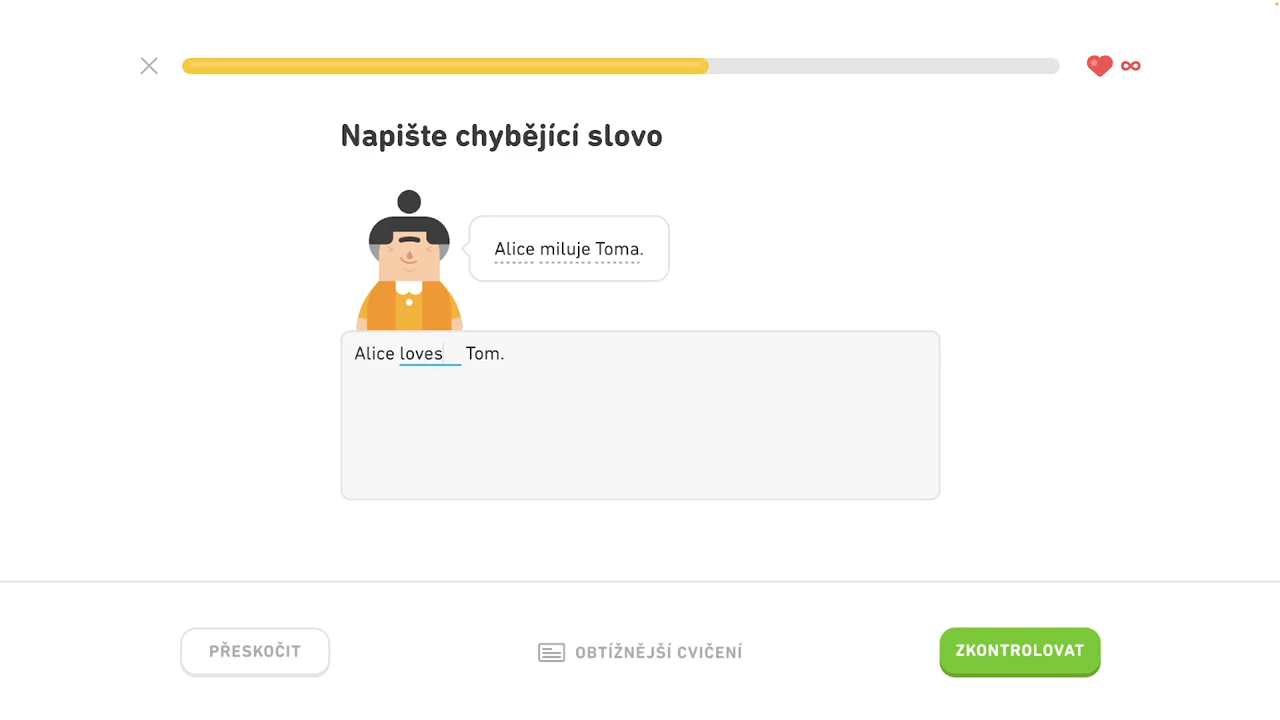 ∞
Napište chybějící slovo
Alice miluje Toma.
Alice loves Tom.
PŘESKOČIT
OBTÍŽNĚJŠÍ CVIČENÍ
ZKONTROLOVAT